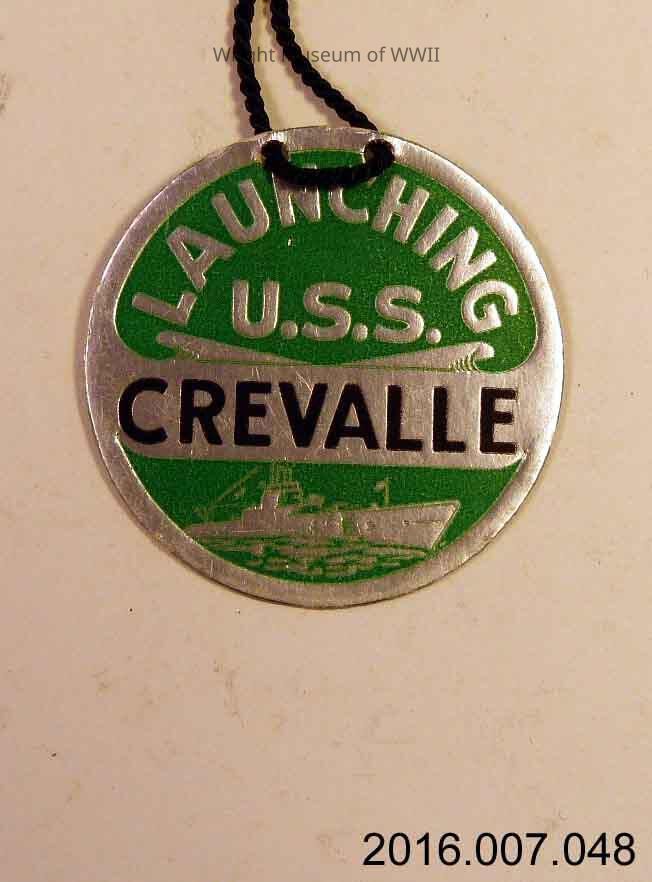 Wright Museum of WWII
LAUNCHING
U.S.S.
CREVALLE
2016.007.048